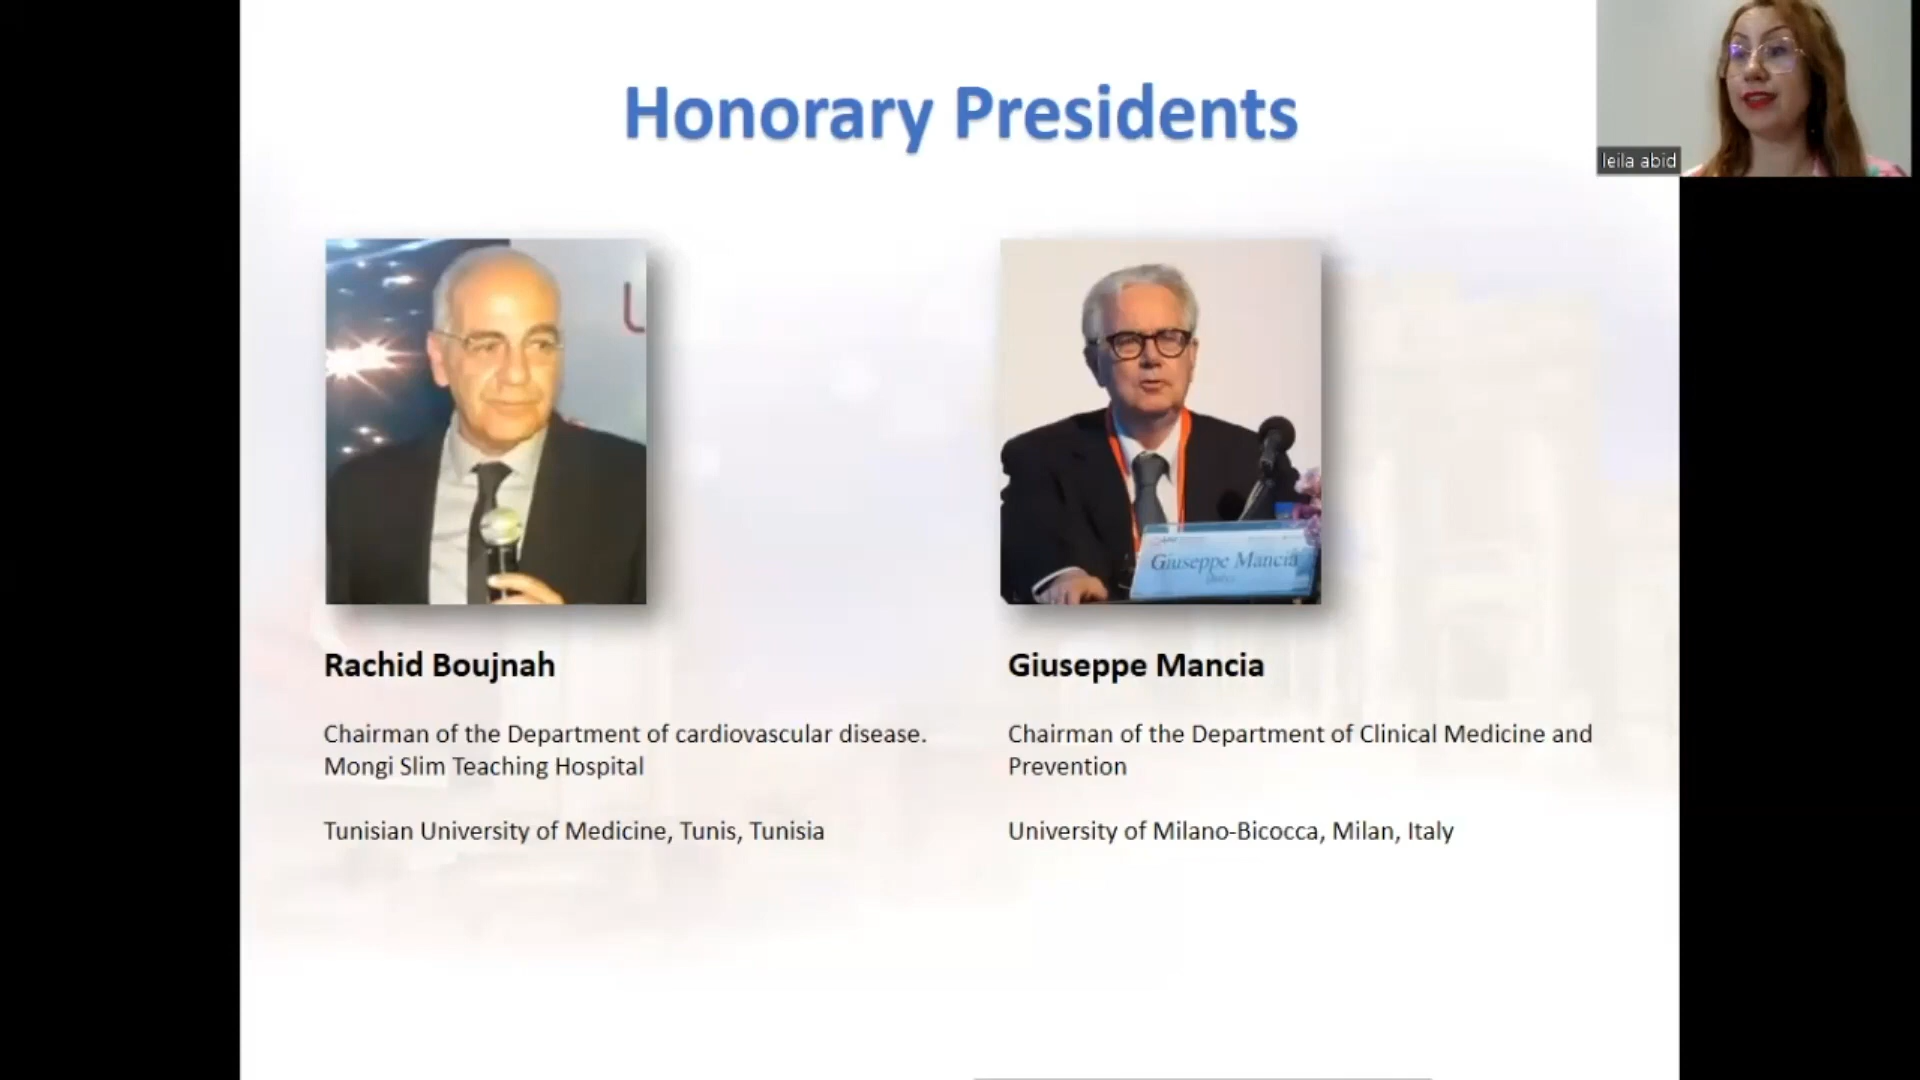 Honorary Presidents
leila abid
Giuseppe Mancia
Rachid Boujnah
Giuseppe Mancia
Chairman of the Department of cardiovascular disease.
Mongi Slim Teaching Hospital
Chairman of the Department of Clinical Medicine and
Prevention
Tunisian University of Medicine, Tunis, Tunisia
University of Milano-Bicocca, Milan, Italy